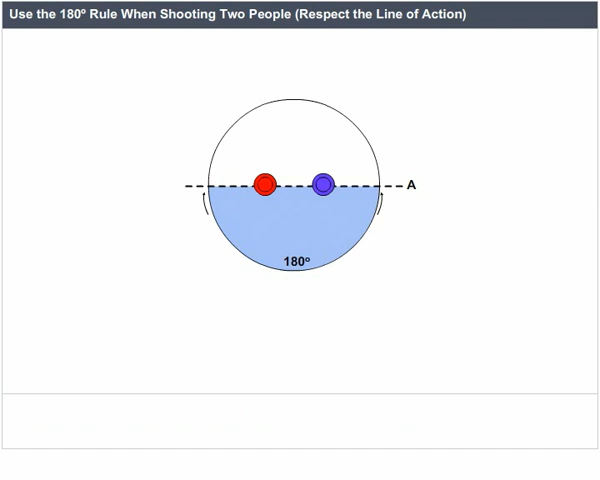 Use the 180º Rule When Shooting Two People (Respect the Line of Action)
A
180º